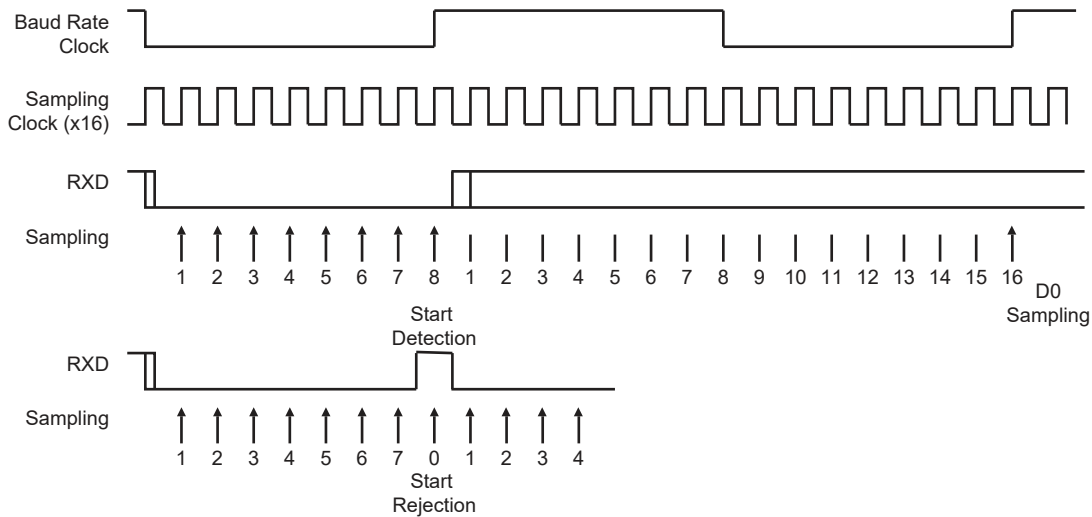 Baud Rate
Clock
Sampling
Clock (x16)
RXD
Sampling
1 2 3 4 5 6 7 8 1 2 3 4 5 6 7 8 9 10 11 12 13 14 15 16
D0
Sampling
Start
Detection
RXD
Sampling
1 2 3 4 5 6 7 0 1 2 3 4
Start
Rejection